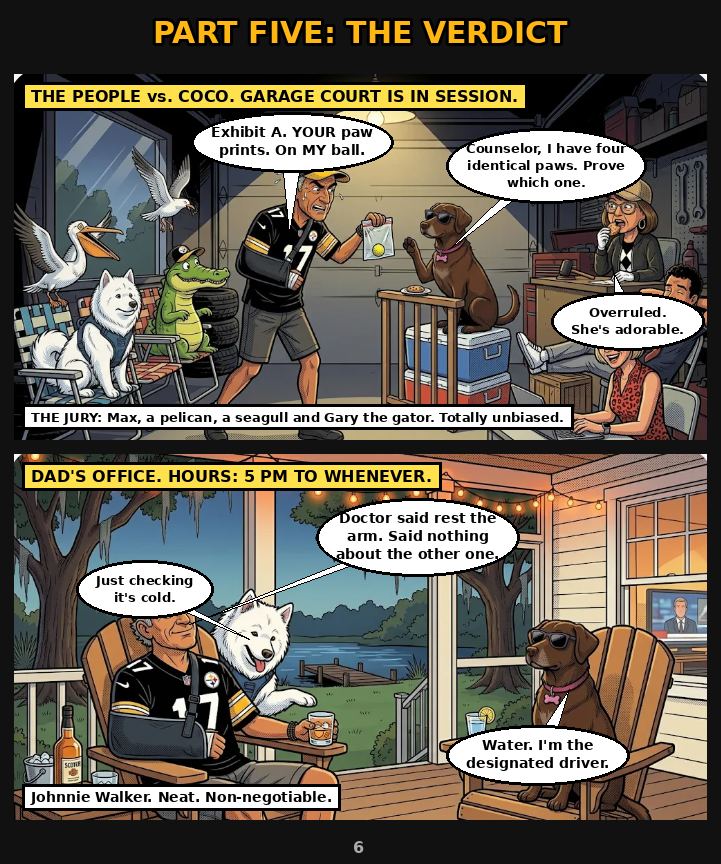 PART FIVE: THE VERDICT
THE PEOPLE vs. COCO. GARAGE COURT IS IN SESSION.
Exhibit A. YOUR paw
prints. On MY ball.
Counselor, I have four
identical paws. Prove
which one.
17
Overruled.
She's adorable.
THE JURY: Max, a pelican, a seagull and Gary the gator. Totally unbiased.
DAD'S OFFICE. HOURS: 5 PM TO WHENEVER.
Doctor said rest the
arm. Said nothing
about the other one.
Just checking
it's cold.
17
SCOTCH
Water. I'm the
designated driver.
Johnnie Walker. Neat. Non-negotiable.
6